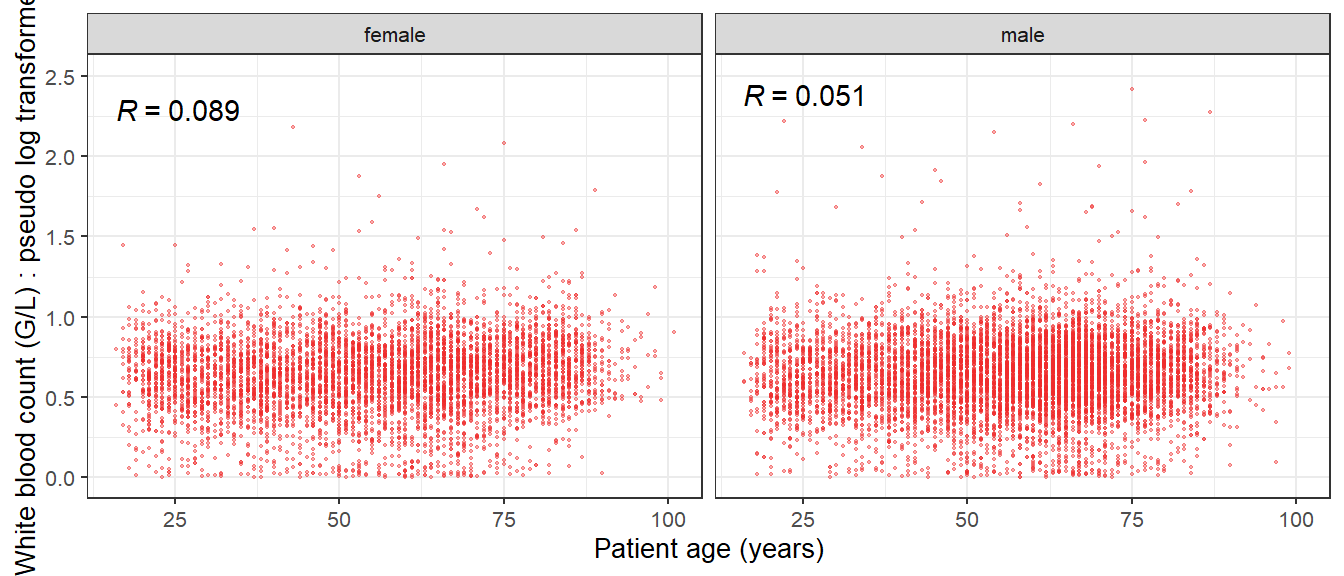 female
male
White blood count (G/L) : pseudo log transforme
2.5
2.0
1.5
1.0
0.5
0.0
R = 0.089
R = 0.051
25
50
75
100
25
50
75
100
Patient age (years)